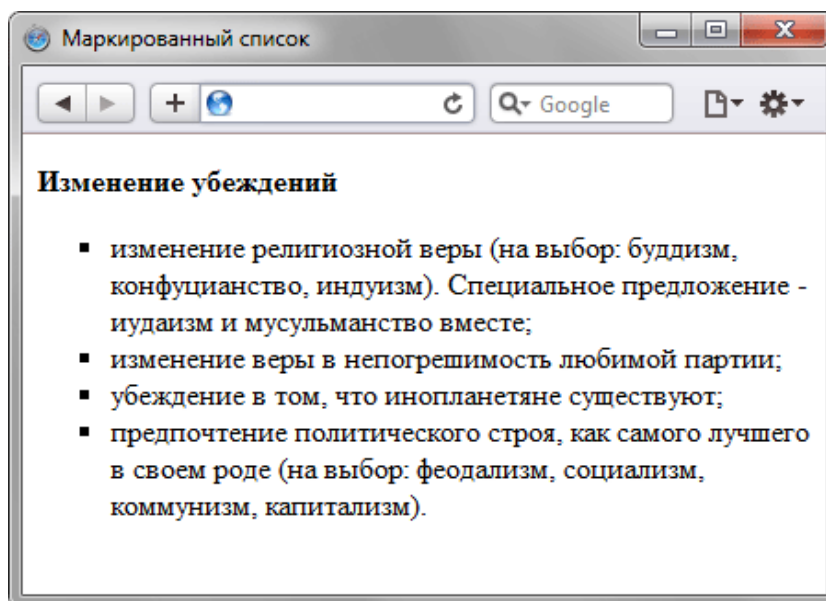 Маркированный список
Google
Изменение убеждений
изменение религиозной веры (на выбор: буддизм,
конфуцианство, индуизм). Специальное предложение -
иудаизм и мусульманство вместе;
изменение веры в непогрешимость любимой партии;
убеждение в том, что инопланетяне существуют;
предпочтение политического строя, как самого лучшего
в своем роде (на выбор: феодализм, социализм,
коммунизм, капитализм).